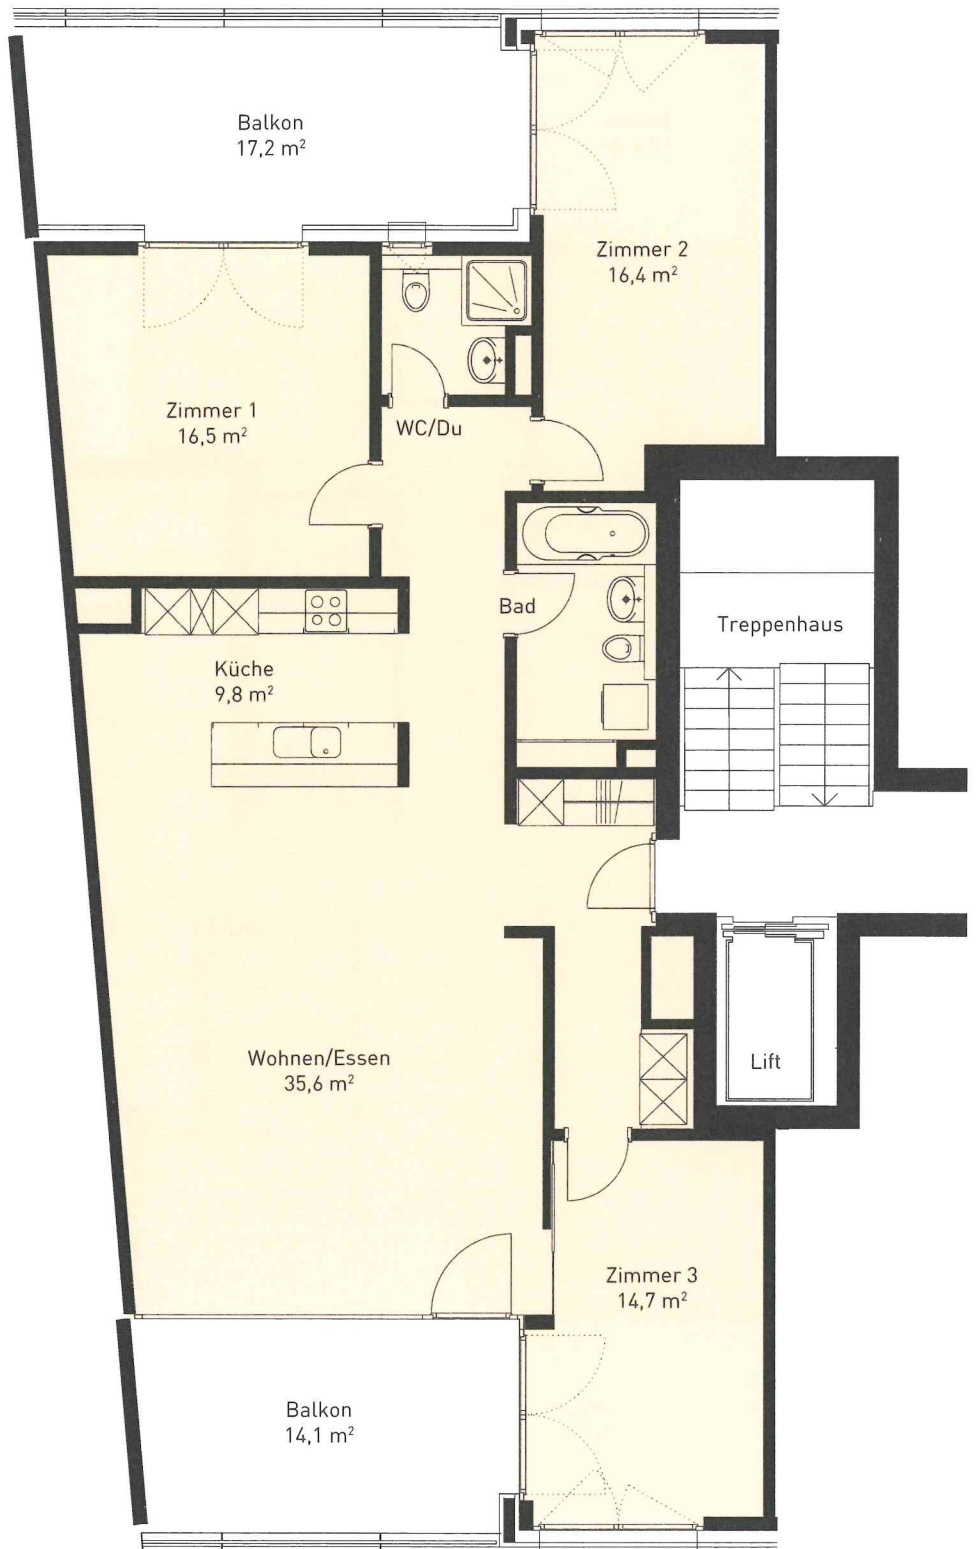 Balkon
17,2 m²
Zimmer 2
16,4 m²
Zimmer 1
16,5 m²
WC/Du
Bad
Treppenhaus
Küche
9,8 m²
Wohnen/Essen
35,6 m²
Lift
Zimmer 3
14,7 m²
Balkon
14,1 m²